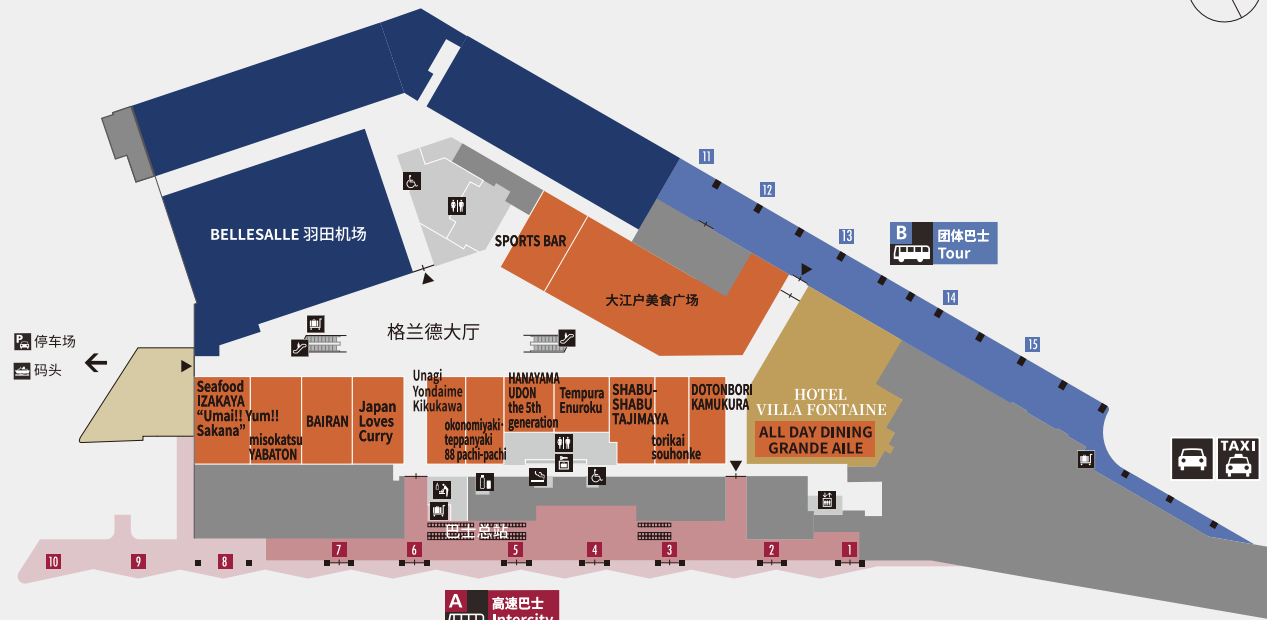 11
12
13
B
团体巴士
Tour
14
15
BELLESALLE 羽田机场
SPORTS BAR
大江户美食广场
格兰德大厅
P
停车场
码头
Seafood
IZAKAYA
“Umai!! Yum!!
Sakana”
misokatsu
YABATON
BAIRAN
Japan
Loves
Curry
Unagi
Yondaime
Kikukawa
okonomiyaki·
teppanyaki
88 pachi-pachi
HANAYAMA
UDON
the 5th
generation
Tempura
Enuroku
SHABU-
SHABU
TAJIMAYA
torikai
souhonke
DOTONBORI
KAMUKURA
HOTEL
VILLA FONTAINE
ALL DAY DINING
GRANDE AILE
TAXI
巴士总站
10
9
8
7
6
5
4
3
2
1
A
高速巴士
Intercity